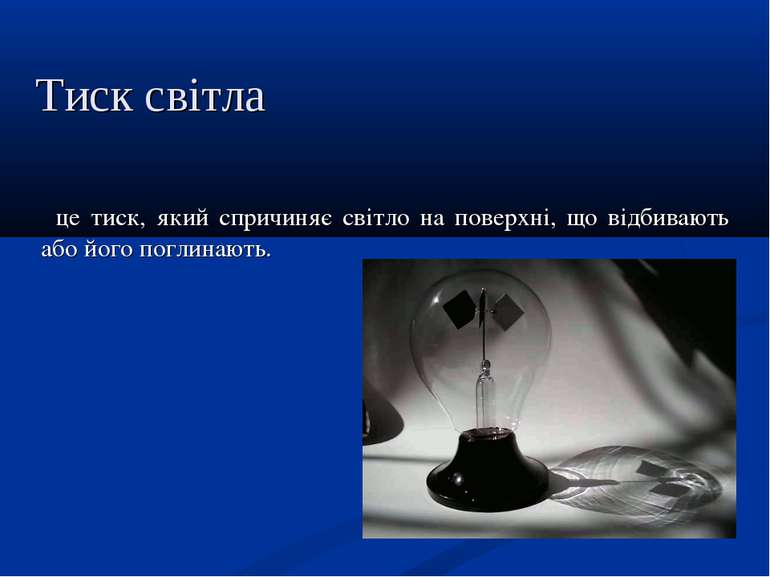 Тиск світла
це тиск, який спричиняє світло на поверхні, що відбивають
або його поглинають.